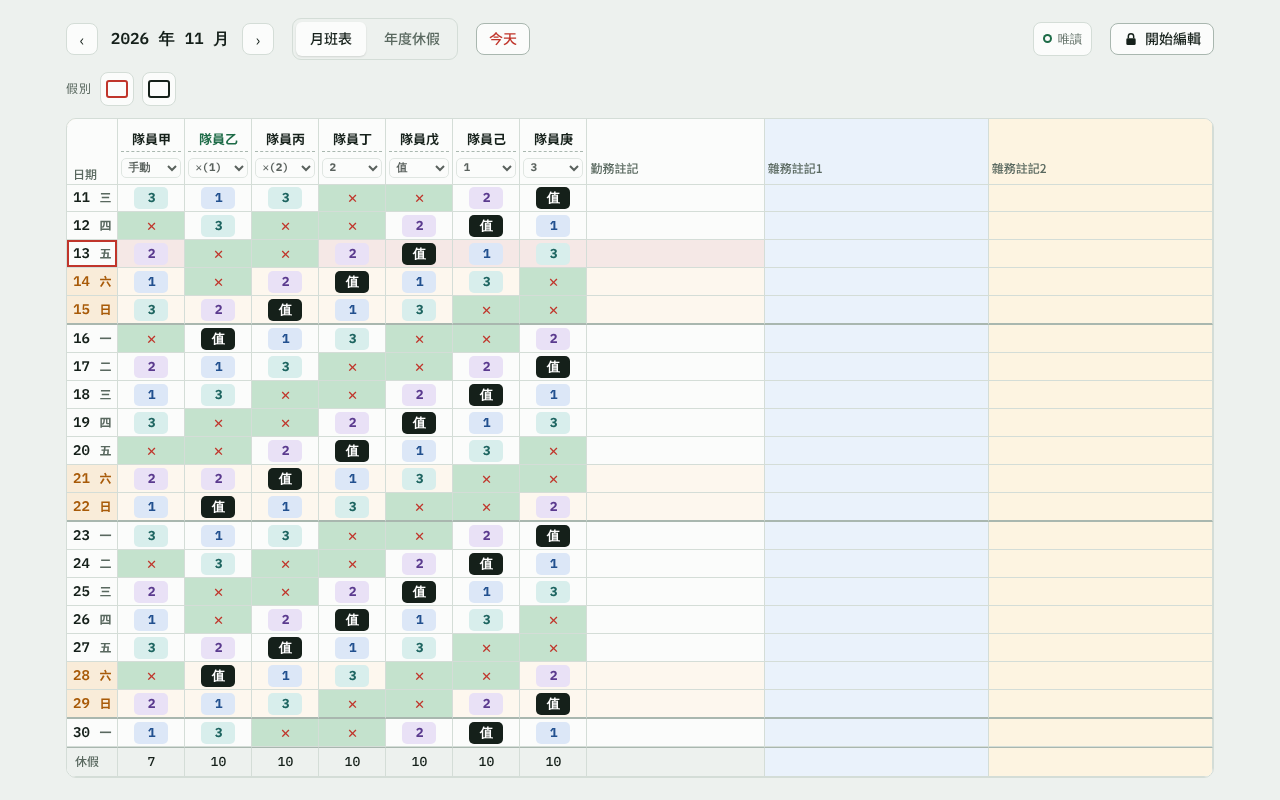 ‹ 2026 年 11 月 › 月班表 年度休假 今天 唯讀 開始編輯
假別
隊員甲 隊員乙 隊員丙 隊員丁 隊員戊 隊員己 隊員庚
日期 手動 ×(1) ×(2) 2 值 1 3 勤務註記 雜務註記1 雜務註記2
11 三 3 1 3 × × 2 值
12 四 × 3 × × 2 值 1
13 五 2 × × 2 值 1 3
14 六 1 × 2 值 1 3 ×
15 日 3 2 值 1 3 × ×
16 一 × 值 1 3 × × 2
17 二 2 1 3 × × 2 值
18 三 1 3 × × 2 值 1
19 四 3 × × 2 值 1 3
20 五 × × 2 值 1 3 ×
21 六 2 2 值 1 3 × ×
22 日 1 值 1 3 × × 2
23 一 3 1 3 × × 2 值
24 二 × 3 × × 2 值 1
25 三 2 × × 2 值 1 3
26 四 1 × 2 值 1 3 ×
27 五 3 2 值 1 3 × ×
28 六 × 值 1 3 × × 2
29 日 2 1 3 × × 2 值
30 一 1 3 × × 2 值 1
休假 7 10 10 10 10 10 10